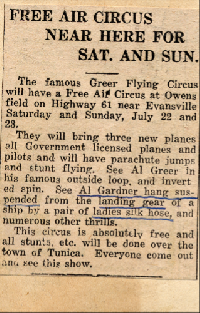 FREE AIR CIRCUS
NEAR HERE FOR
SAT. AND SUN.
The famous Greer Flying Circus
will have a Free Air Circus at Owens
field on Highway 61 near Evansville
Saturday and Sunday, July 22 and
23.
They will bring three new planes
all Government licensed planes and
pilots and will have parachute jumps
and stunt flying. See Al Greer in
his famous outside loop, and invert
ed spin. See Al Gardner hang sus-
pended from the landing gear of a
ship by a pair of ladies silk hose, and
numerous other thrills.
This circus is absolutely free and
all stunts, etc. will be done over the
town of Tunica. Everyone come out
and see this show.